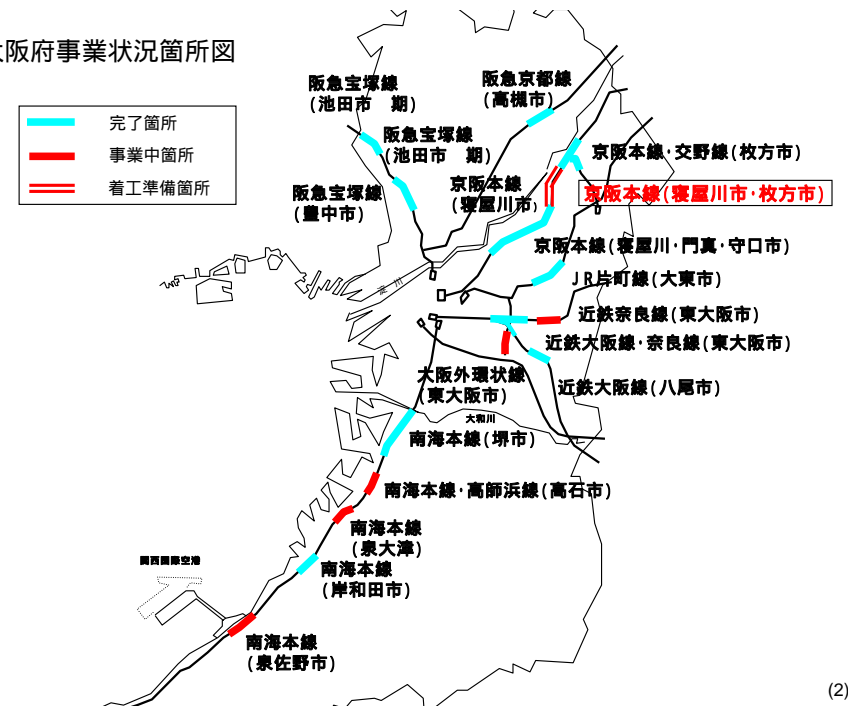 阪府事業状況箇所図
完了箇所
事業中箇所
着工準備箇所
阪急宝塚線
(池田市 期)
阪急京都線
(高槻市)
阪急宝塚線
(池田市 期)
京阪本線・交野線(枚方市)
京阪本線
(寝屋川市)
阪急宝塚線
(豊中市)
京阪本線(寝屋川市・枚方市)
京阪本線(寝屋川・門真・守口市)
JR片町線(大東市)
淀川
近鉄奈良線(東大阪市)
近鉄大阪線・奈良線(東大阪市)
大阪外環状線
(東大阪市)
近鉄大阪線(八尾市)
大和川
南海本線(堺市)
南海本線・高師浜線(高石市)
南海本線
(泉大津)
関西国際空港
南海本線
(岸和田市)
南海本線
(泉佐野市)
(2)